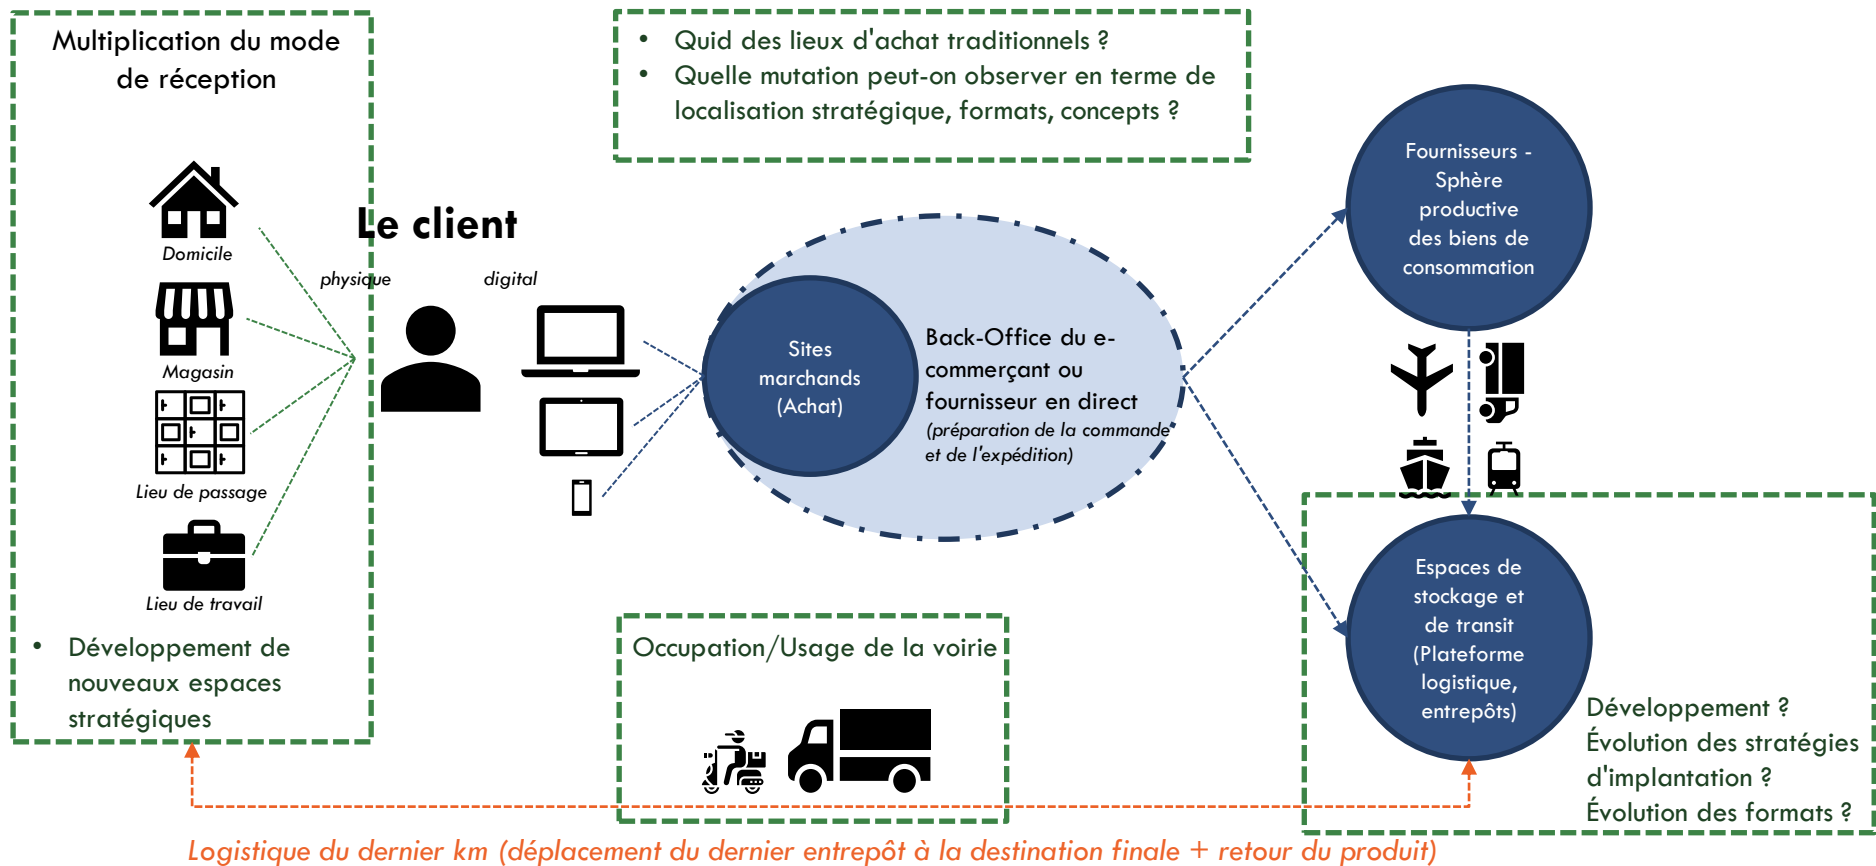 Multiplication du mode
de réception
Domicile
Magasin
Lieu de passage
Lieu de travail
• Développement de
nouveaux espaces
stratégiques
Le client
physique
digital
• Quid des lieux d'achat traditionnels ?
• Quelle mutation peut-on observer en terme de
localisation stratégique, formats, concepts ?
Sites
marchands
(Achat)
Back-Office du e-
commerçant ou
fournisseur en direct
(préparation de la commande
et de l'expédition)
Fournisseurs -
Sphère
productive
des biens de
consommation
Espaces de
stockage et
de transit
(Plateforme
logistique,
entrepôts)
Développement ?
Évolution des stratégies
d'implantation ?
Évolution des formats ?
Occupation/Usage de la voirie
Logistique du dernier km (déplacement du dernier entrepôt à la destination finale + retour du produit)